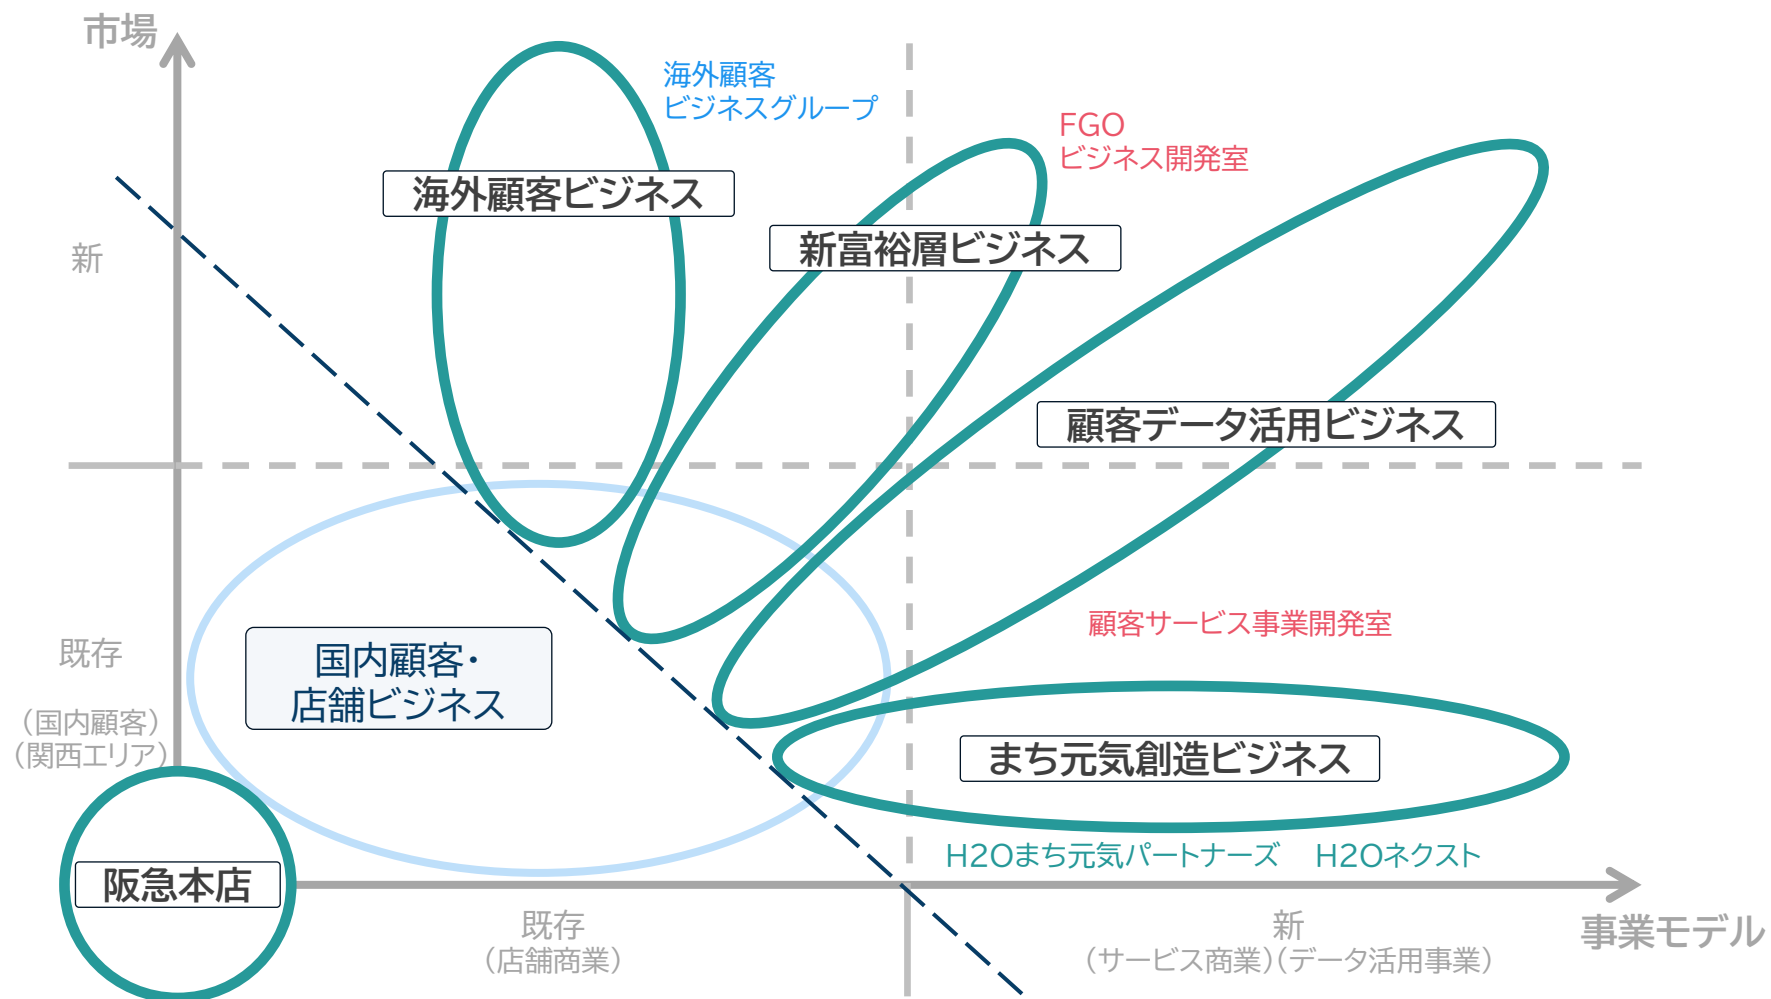 市場
海外顧客
ビジネスグループ
FGO
ビジネス開発室
海外顧客ビジネス
新富裕層ビジネス
新
顧客データ活用ビジネス
顧客サービス事業開発室
既存
（国内顧客）
（関西エリア）
国内顧客・
店舗ビジネス
まち元気創造ビジネス
H2Oまち元気パートナーズ H2Oネクスト
阪急本店
既存
（店舗商業）
新
（サービス商業）（データ活用事業）
事業モデル